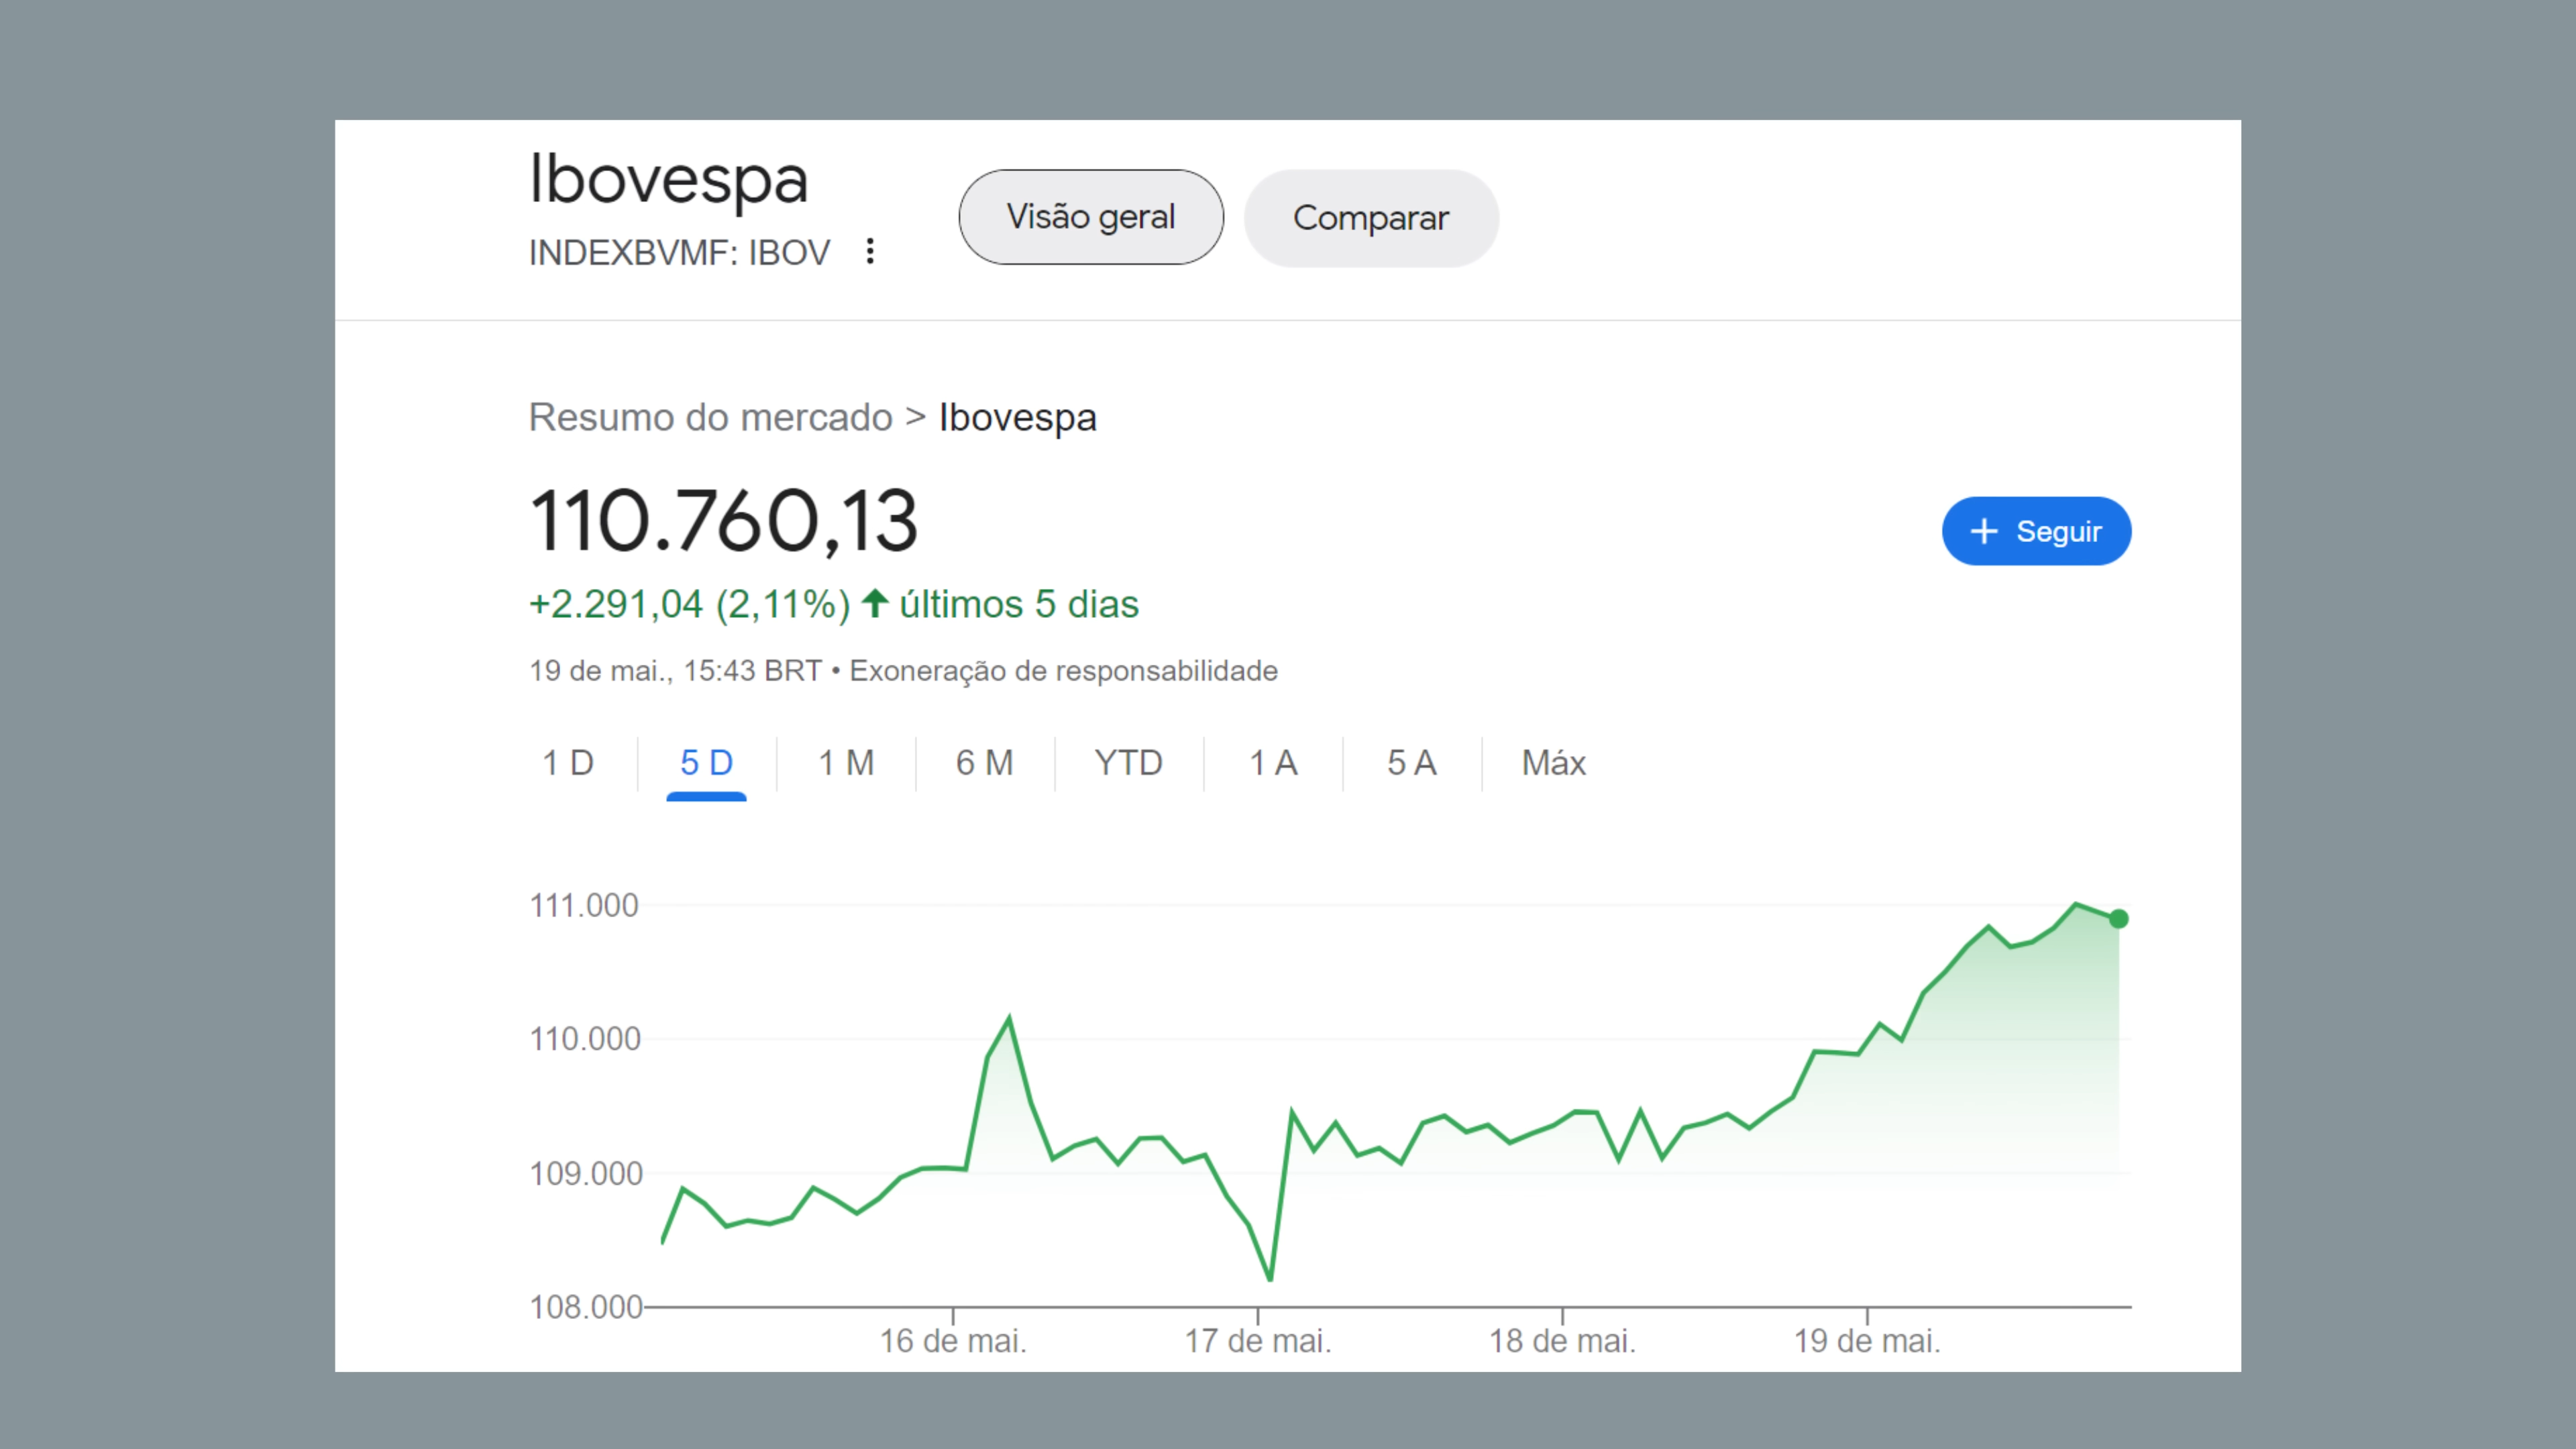 Ibovespa
INDEXBVMF: IBOV
Visão geral
Comparar
Resumo do mercado > Ibovespa
110.760,13
+ Seguir
+2.291,04 (2,11%) ↑ últimos 5 dias
19 de mai., 15:43 BRT • Exoneração de responsabilidade
1 D 5 D 1 M 6 M YTD 1 A 5 A Máx
111.000
110.000
109.000
108.000
16 de mai. 17 de mai. 18 de mai. 19 de mai.